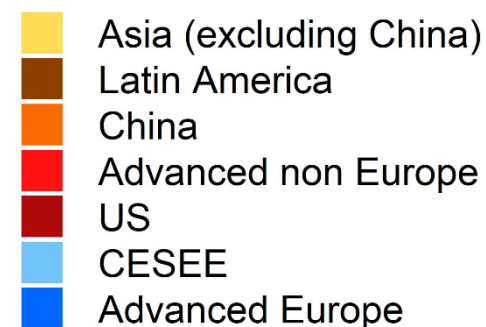 Asia (excluding China)
Latin America
China
Advanced non Europe
US
CESEE
Advanced Europe